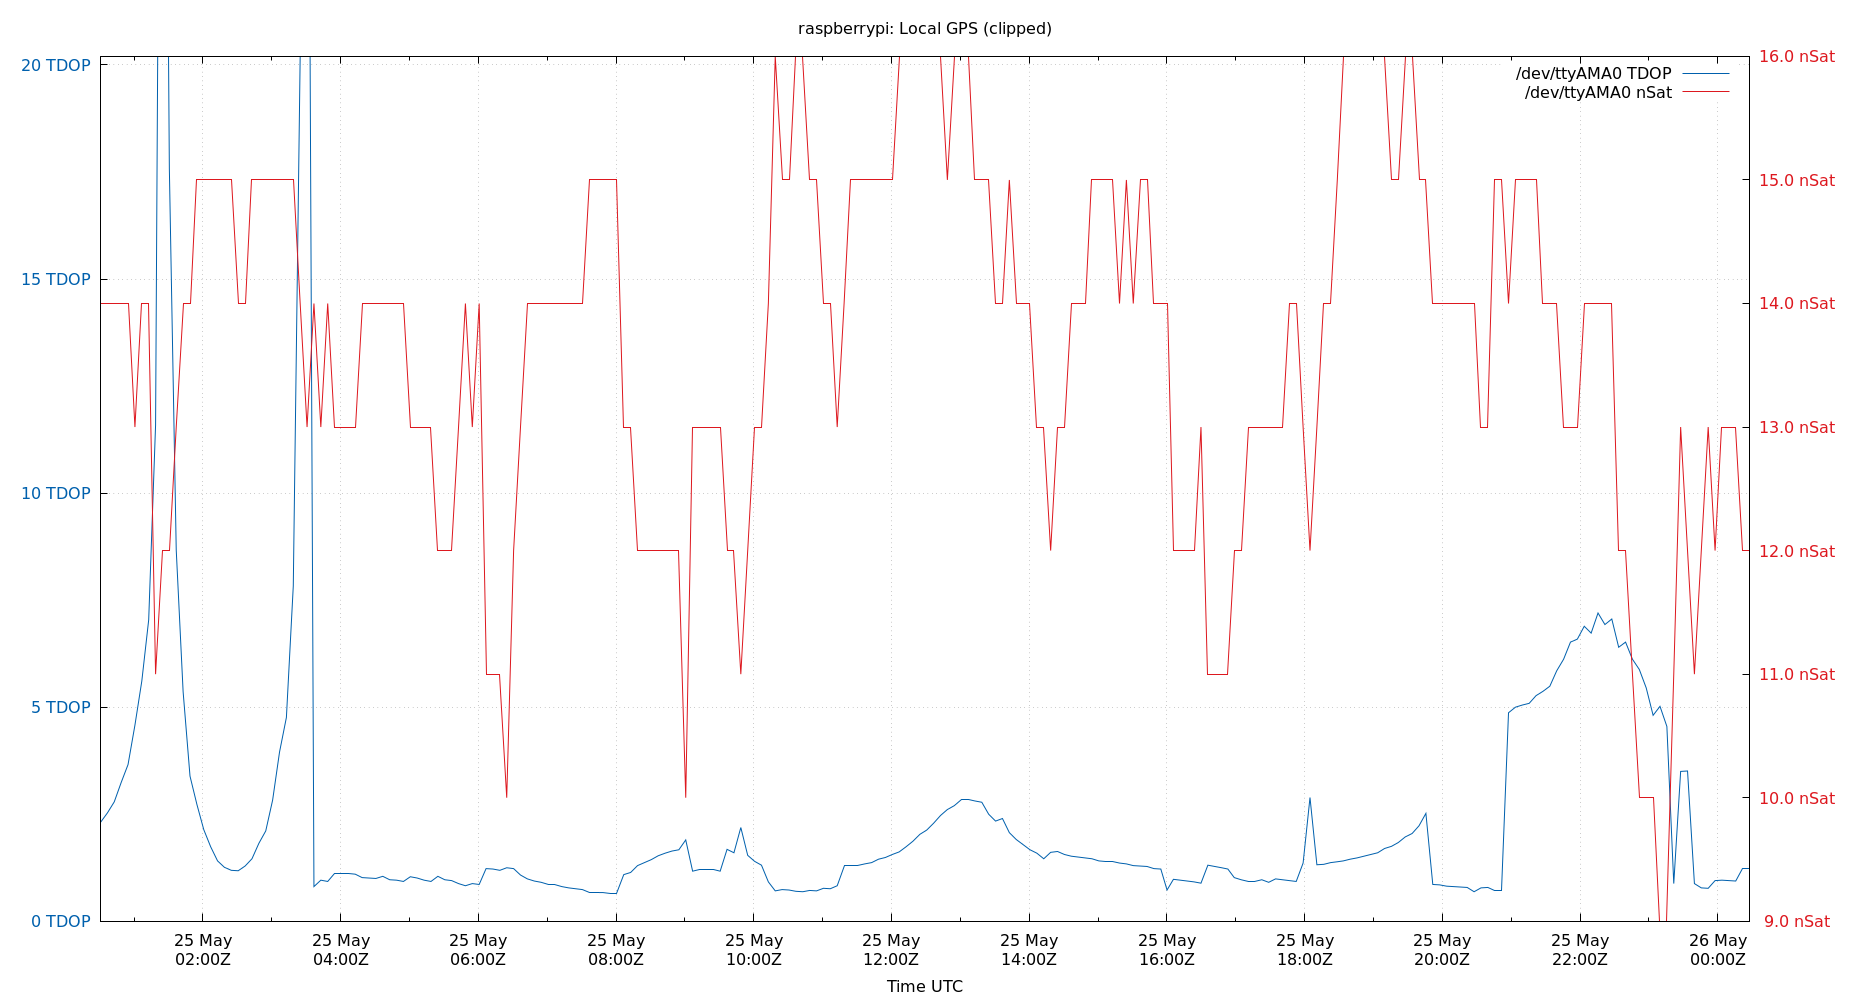 raspberrypi: Local GPS (clipped)
20 TDOP
15 TDOP
10 TDOP
5 TDOP
0 TDOP
/dev/ttyAMA0 TDOP
/dev/ttyAMA0 nSat
16.0 nSat
15.0 nSat
14.0 nSat
13.0 nSat
12.0 nSat
11.0 nSat
10.0 nSat
9.0 nSat
25 May
02:00Z
25 May
04:00Z
25 May
06:00Z
25 May
08:00Z
25 May
10:00Z
25 May
12:00Z
25 May
14:00Z
25 May
16:00Z
25 May
18:00Z
25 May
20:00Z
25 May
22:00Z
26 May
00:00Z
Time UTC